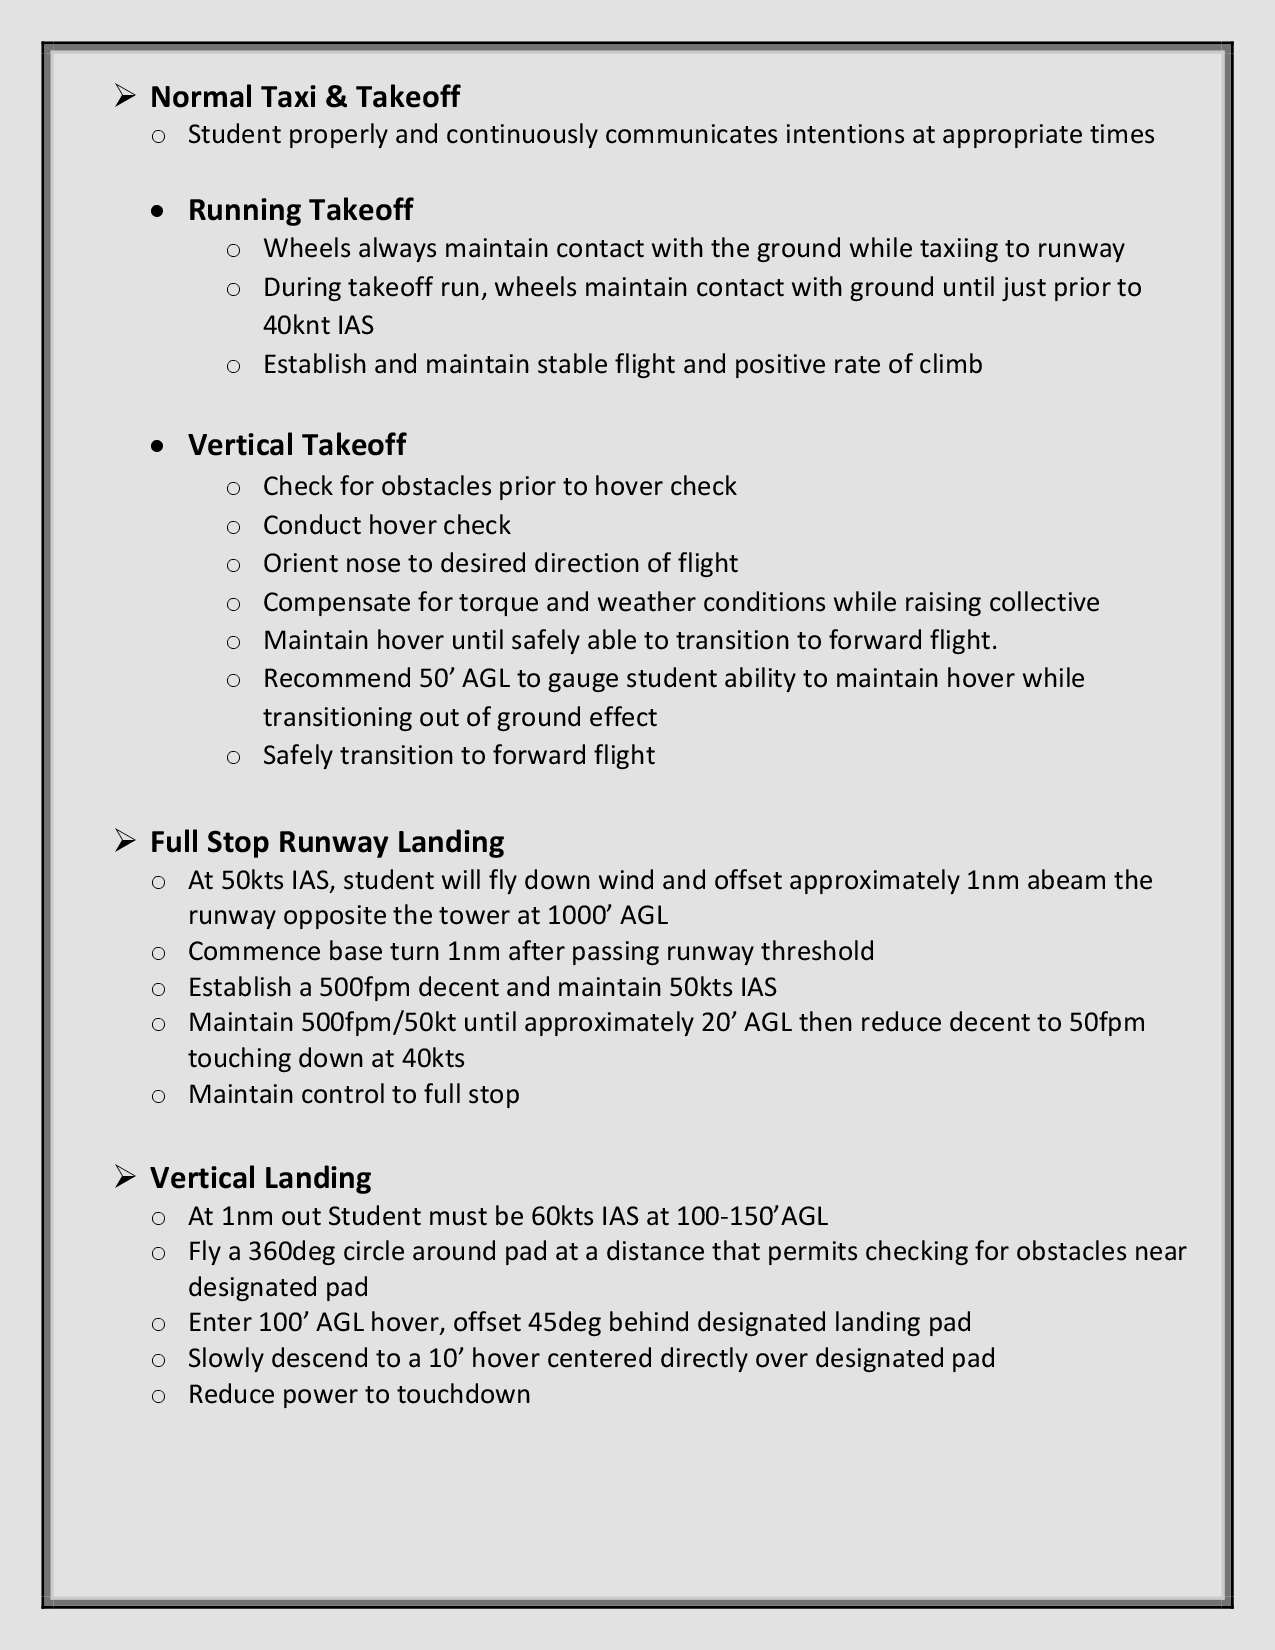 ➢ Normal Taxi & Takeoff
o Student properly and continuously communicates intentions at appropriate times
• Running Takeoff
o Wheels always maintain contact with the ground while taxiing to runway
o During takeoff run, wheels maintain contact with ground until just prior to
40knt IAS
o Establish and maintain stable flight and positive rate of climb
• Vertical Takeoff
o Check for obstacles prior to hover check
o Conduct hover check
o Orient nose to desired direction of flight
o Compensate for torque and weather conditions while raising collective
o Maintain hover until safely able to transition to forward flight.
o Recommend 50’ AGL to gauge student ability to maintain hover while
transitioning out of ground effect
o Safely transition to forward flight
➢ Full Stop Runway Landing
o At 50kts IAS, student will fly down wind and offset approximately 1nm abeam the
runway opposite the tower at 1000’ AGL
o Commence base turn 1nm after passing runway threshold
o Establish a 500fpm decent and maintain 50kts IAS
o Maintain 500fpm/50kt until approximately 20’ AGL then reduce decent to 50fpm
touching down at 40kts
o Maintain control to full stop
➢ Vertical Landing
o At 1nm out Student must be 60kts IAS at 100-150’AGL
o Fly a 360deg circle around pad at a distance that permits checking for obstacles near
designated pad
o Enter 100’ AGL hover, offset 45deg behind designated landing pad
o Slowly descend to a 10’ hover centered directly over designated pad
o Reduce power to touchdown